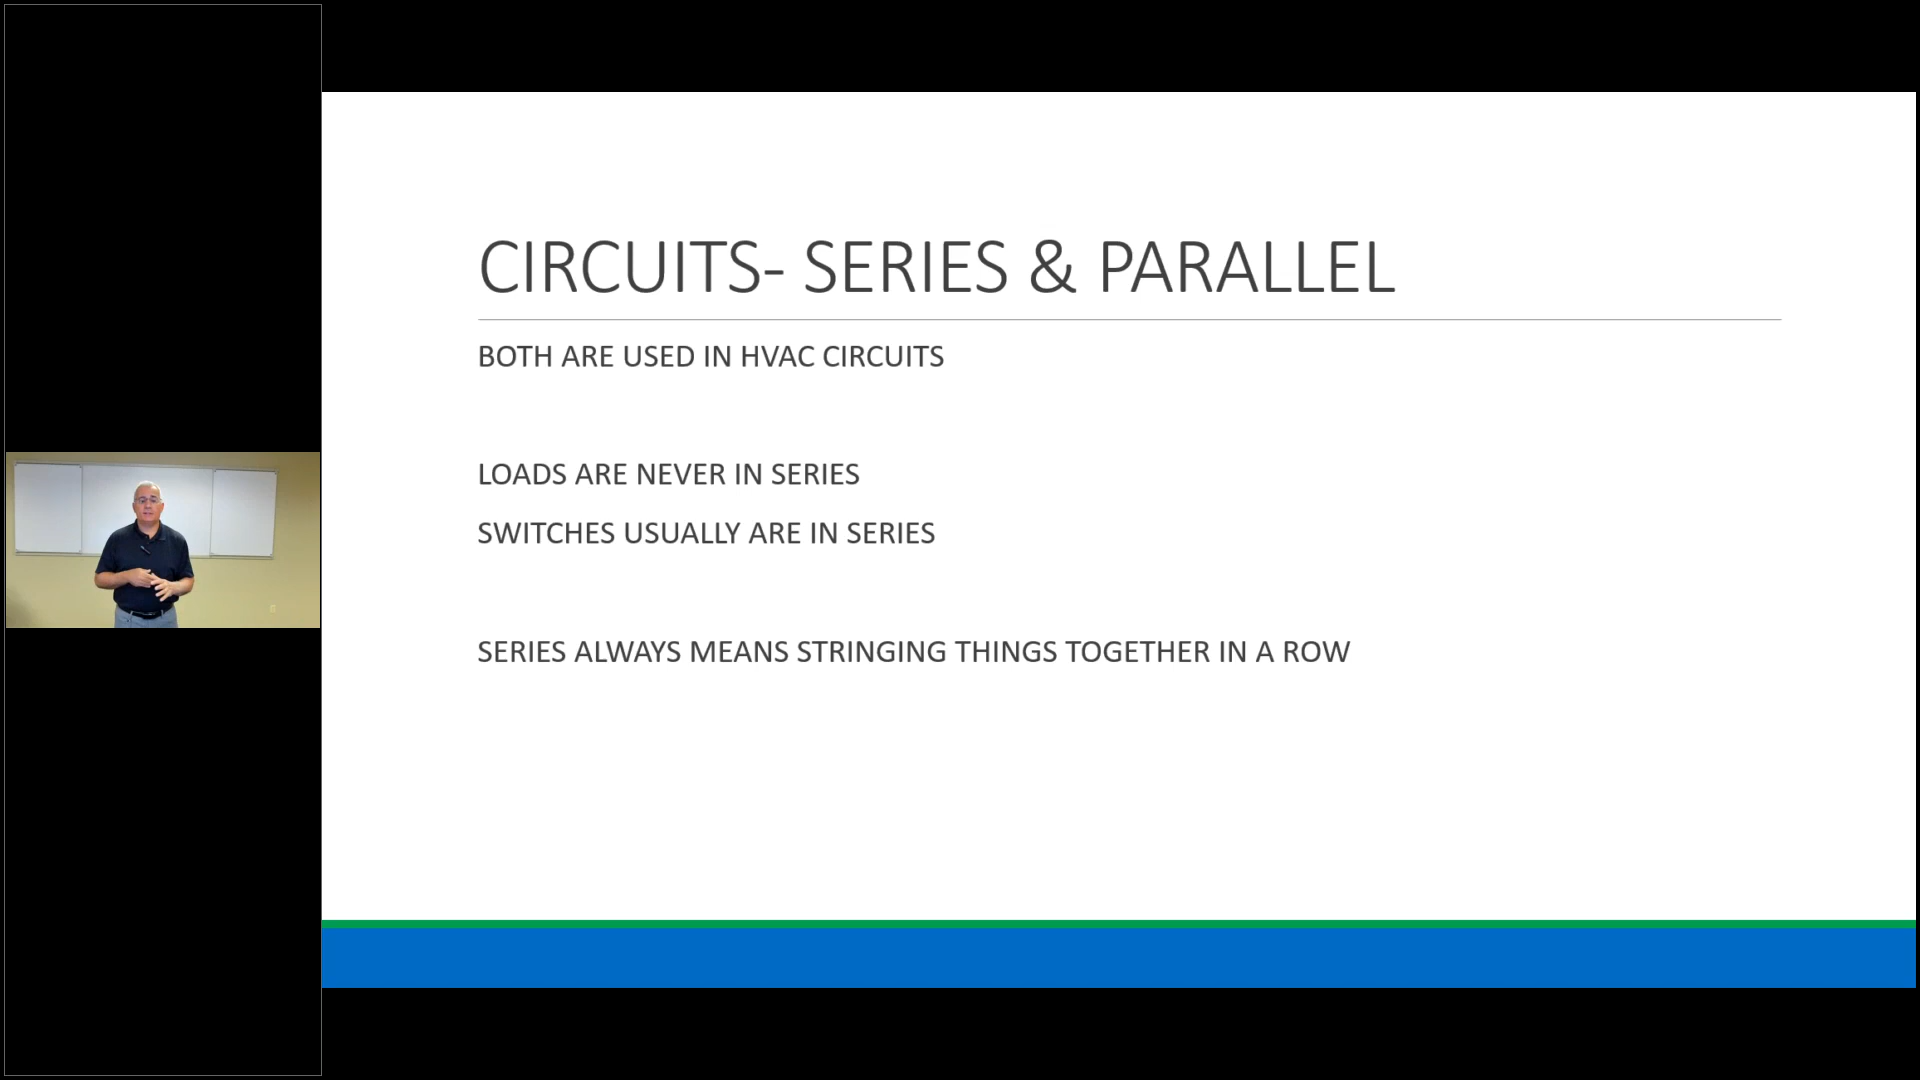 CIRCUITS- SERIES & PARALLEL
BOTH ARE USED IN HVAC CIRCUITS
LOADS ARE NEVER IN SERIES
SWITCHES USUALLY ARE IN SERIES
SERIES ALWAYS MEANS STRINGING THINGS TOGETHER IN A ROW